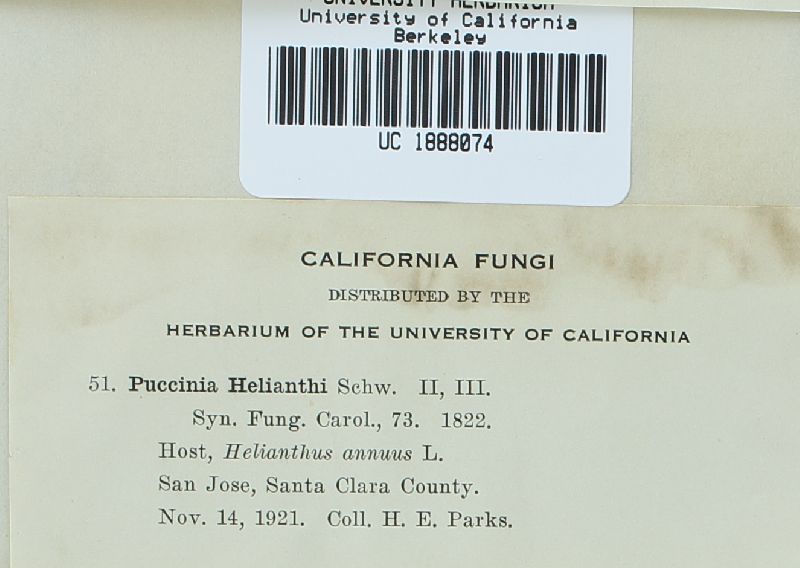 UNIVERSITY HERBARIUM
University of California
Berkeley
UC 1888074
CALIFORNIA FUNGI
DISTRIBUTED BY THE
HERBARIUM OF THE UNIVERSITY OF CALIFORNIA
51. Puccinia Helianthi Schw. II, III.
Syn. Fung. Carol., 73. 1822.
Host, Helianthus annuus L.
San Jose, Santa Clara County.
Nov. 14, 1921. Coll. H. E. Parks.